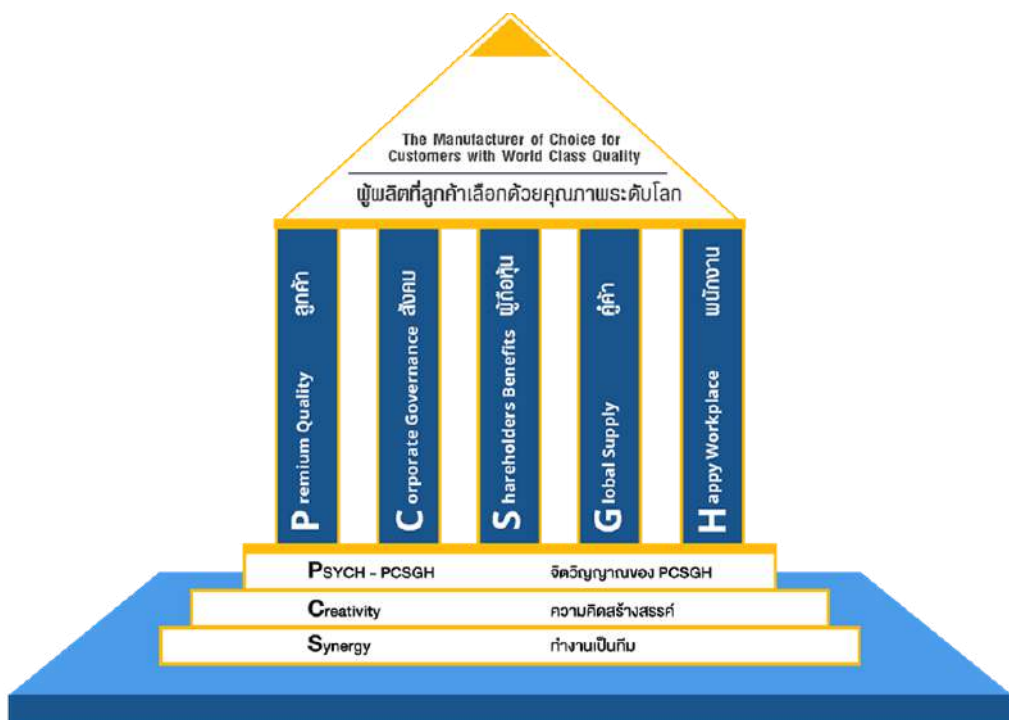 The Manufacturer of Choice for
Customers with World Class Quality
ผู้ผลิตที่ลูกค้าเลือกด้วยคุณภาพระดับโลก
Premium Quality ลูกค้า
Corporate Governance สังคม
Shareholders Benefits ผู้ถือหุ้น
Global Supply คู่ค้า
Happy Workplace พนักงาน
PSYCH - PCSGH จิตวิญญาณของ PCSGH
Creativity ความคิดสร้างสรรค์
Synergy ทำงานเป็นทีม